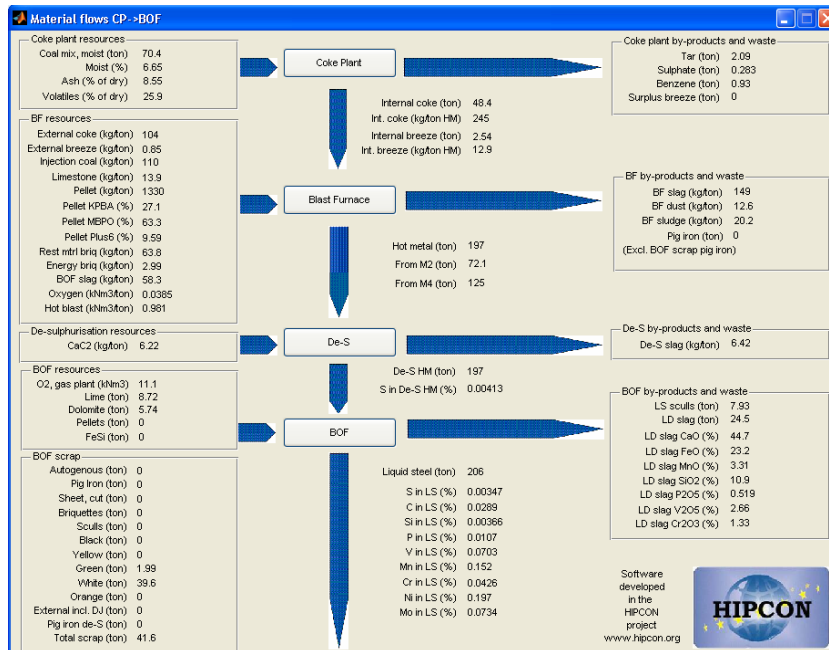 Material flows CP->BOF
Coke plant resources
Coal mix, moist (ton) 70.4
Moist (%) 6.65
Ash (% of dry) 8.55
Volatiles (% of dry) 25.9
Coke Plant
Coke plant by-products and waste
Tar (ton) 2.09
Sulphate (ton) 0.283
Benzene (ton) 0.93
Surplus breeze (ton) 0
Internal coke (ton) 48.4
Int. coke (kg/ton HM) 245
Internal breeze (ton) 2.54
Int. breeze (kg/ton HM) 12.9
BF resources
External coke (kg/ton) 104
External breeze (kg/ton) 0.85
Injection coal (kg/ton) 110
Limestone (kg/ton) 13.9
Pellet (kg/ton) 1330
Pellet KPBA (%) 27.1
Pellet MBPO (%) 63.3
Pellet Plus6 (%) 9.59
Rest mtrl briq (kg/ton) 63.8
Energy briq (kg/ton) 2.99
BOF slag (kg/ton) 58.3
Oxygen (kNm3/ton) 0.0385
Hot blast (kNm3/ton) 0.981
Blast Furnace
BF by-products and waste
BF slag (kg/ton) 149
BF dust (kg/ton) 12.6
BF sludge (kg/ton) 20.2
Pig iron (ton) 0
(Excl. BOF scrap pig iron)
Hot metal (ton) 197
From M2 (ton) 72.1
From M4 (ton) 125
De-sulphurisation resources
CaC2 (kg/ton) 6.22
De-S
De-S by-products and waste
De-S slag (kg/ton) 6.42
De-S HM (ton) 197
S in De-S HM (%) 0.00413
BOF resources
O2, gas plant (kNm3) 11.1
Lime (ton) 8.72
Dolomite (ton) 5.74
Pellets (ton) 0
FeSi (ton) 0
BOF
BOF by-products and waste
LS sculls (ton) 7.93
LD slag (ton) 24.5
LD slag CaO (%) 44.7
LD slag FeO (%) 23.2
LD slag MnO (%) 3.31
LD slag SiO2 (%) 10.9
LD slag P2O5 (%) 0.519
LD slag V2O5 (%) 2.66
LD slag Cr2O3 (%) 1.33
BOF scrap
Autogenous (ton) 0
Pig Iron (ton) 0
Sheet, cut (ton) 0
Briquettes (ton) 0
Sculls (ton) 0
Black (ton) 0
Yellow (ton) 0
Green (ton) 1.99
White (ton) 39.6
Orange (ton) 0
External incl. DJ (ton) 0
Pig iron de-S (ton) 0
Total scrap (ton) 41.6
Liquid steel (ton) 206
S in LS (%) 0.00347
C in LS (%) 0.0289
Si in LS (%) 0.00366
P in LS (%) 0.0107
V in LS (%) 0.0703
Mn in LS (%) 0.152
Cr in LS (%) 0.0426
Ni in LS (%) 0.197
Mo in LS (%) 0.0734
Software
developed
in the
HIPCON
project
www.hipcon.org
HIPCON